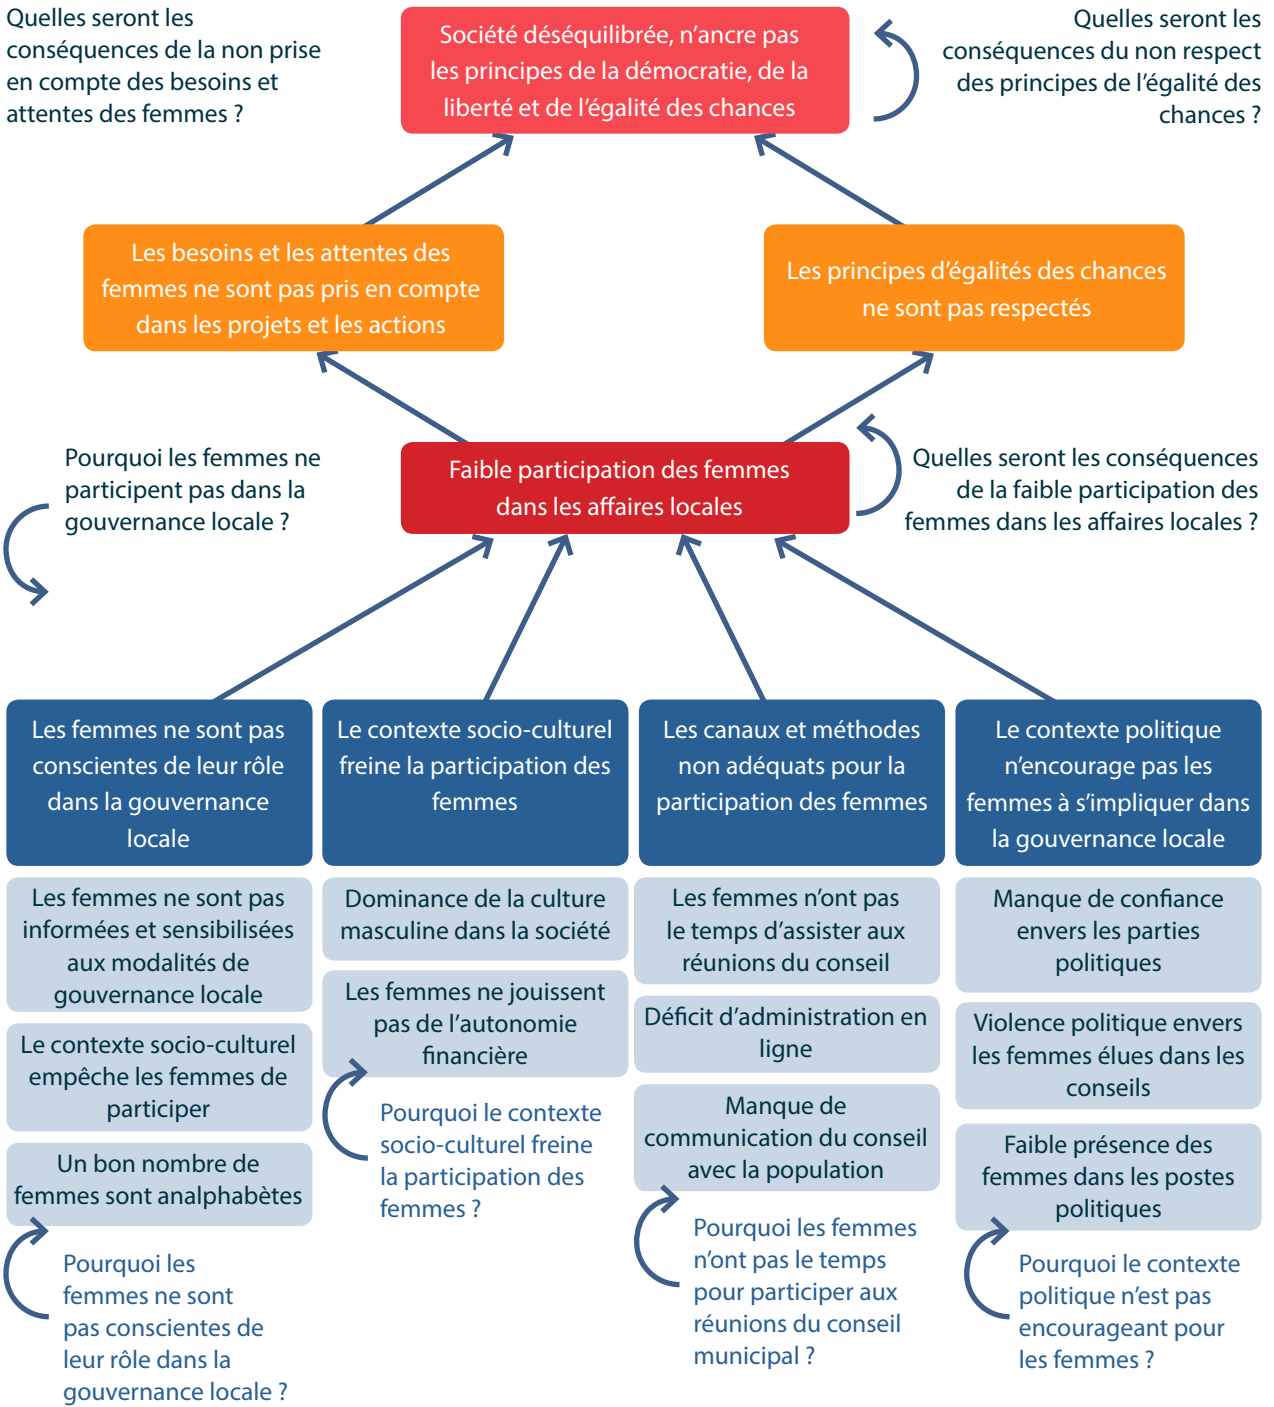 Quelles seront les
conséquences de la non prise
en compte des besoins et
attentes des femmes ?
Société déséquilibrée, n’ancre pas
les principes de la démocratie, de la
liberté et de l’égalité des chances
Quelles seront les
conséquences du non respect
des principes de l’égalité des
chances ?
Les besoins et les attentes des
femmes ne sont pas pris en compte
dans les projets et les actions
Les principes d’égalités des chances
ne sont pas respectés
Pourquoi les femmes ne
participent pas dans la
gouvernance locale ?
Faible participation des femmes
dans les affaires locales
Quelles seront les conséquences
de la faible participation des
femmes dans les affaires locales ?
Les femmes ne sont pas
conscientes de leur rôle
dans la gouvernance
locale
Le contexte socio-culturel
freine la participation des
femmes
Les canaux et méthodes
non adéquats pour la
participation des femmes
Le contexte politique
n’encourage pas les
femmes à s’impliquer dans
la gouvernance locale
Les femmes ne sont pas
informées et sensibilisées
aux modalités de
gouvernance locale
Le contexte socio-culturel
empêche les femmes de
participer
Un bon nombre de
femmes sont analphabètes
Pourquoi les
femmes ne sont
pas conscientes de
leur rôle dans la
gouvernance locale ?
Dominance de la culture
masculine dans la société
Les femmes ne jouissent
pas de l’autonomie
financière
Pourquoi le contexte
socio-culturel freine
la participation des
femmes ?
Les femmes n’ont pas
le temps d’assister aux
réunions du conseil
Déficit d’administration en
ligne
Manque de
communication du conseil
avec la population
Pourquoi les femmes
n’ont pas le temps
pour participer aux
réunions du conseil
municipal ?
Manque de confiance
envers les parties
politiques
Violence politique envers
les femmes élues dans les
conseils
Faible présence des
femmes dans les postes
politiques
Pourquoi le contexte
politique n’est pas
encourageant pour
les femmes ?